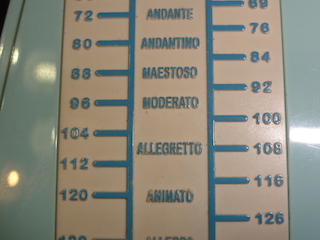 69
72 ANDANTE
76
80 ANDANTINO
84
88 MAESTOSO
92
96 MODERATO
100
104
ALLEGRETTO 108
112
116
120 ANIMATO
126